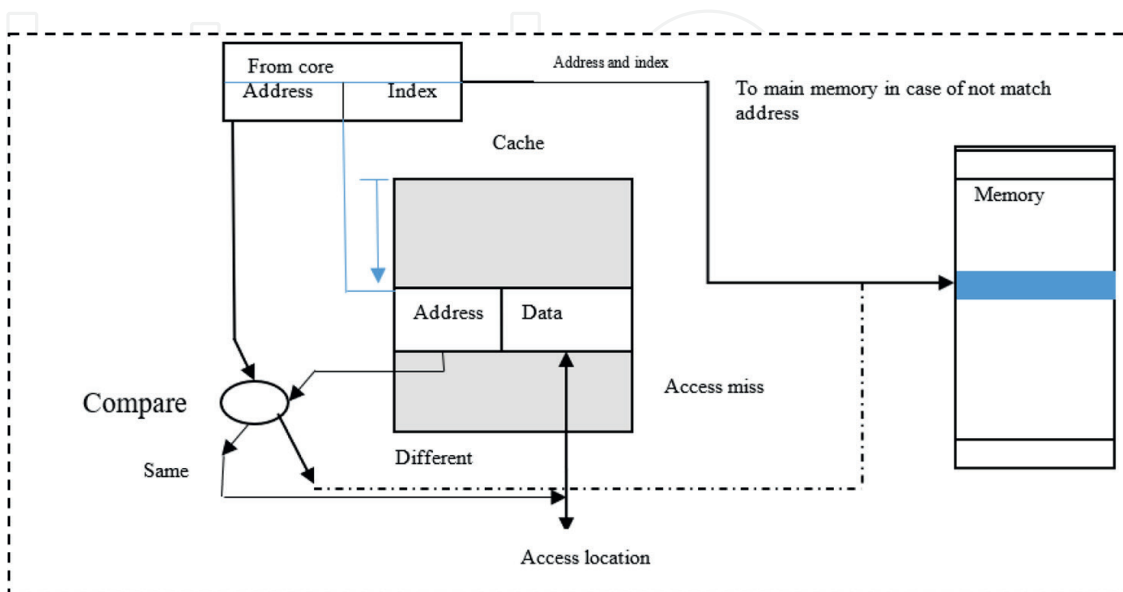 From core
Address Index
Address and index
To main memory in case of not match
address
Cache
Memory
Address Data
Access miss
Compare
Different
Same
Access location